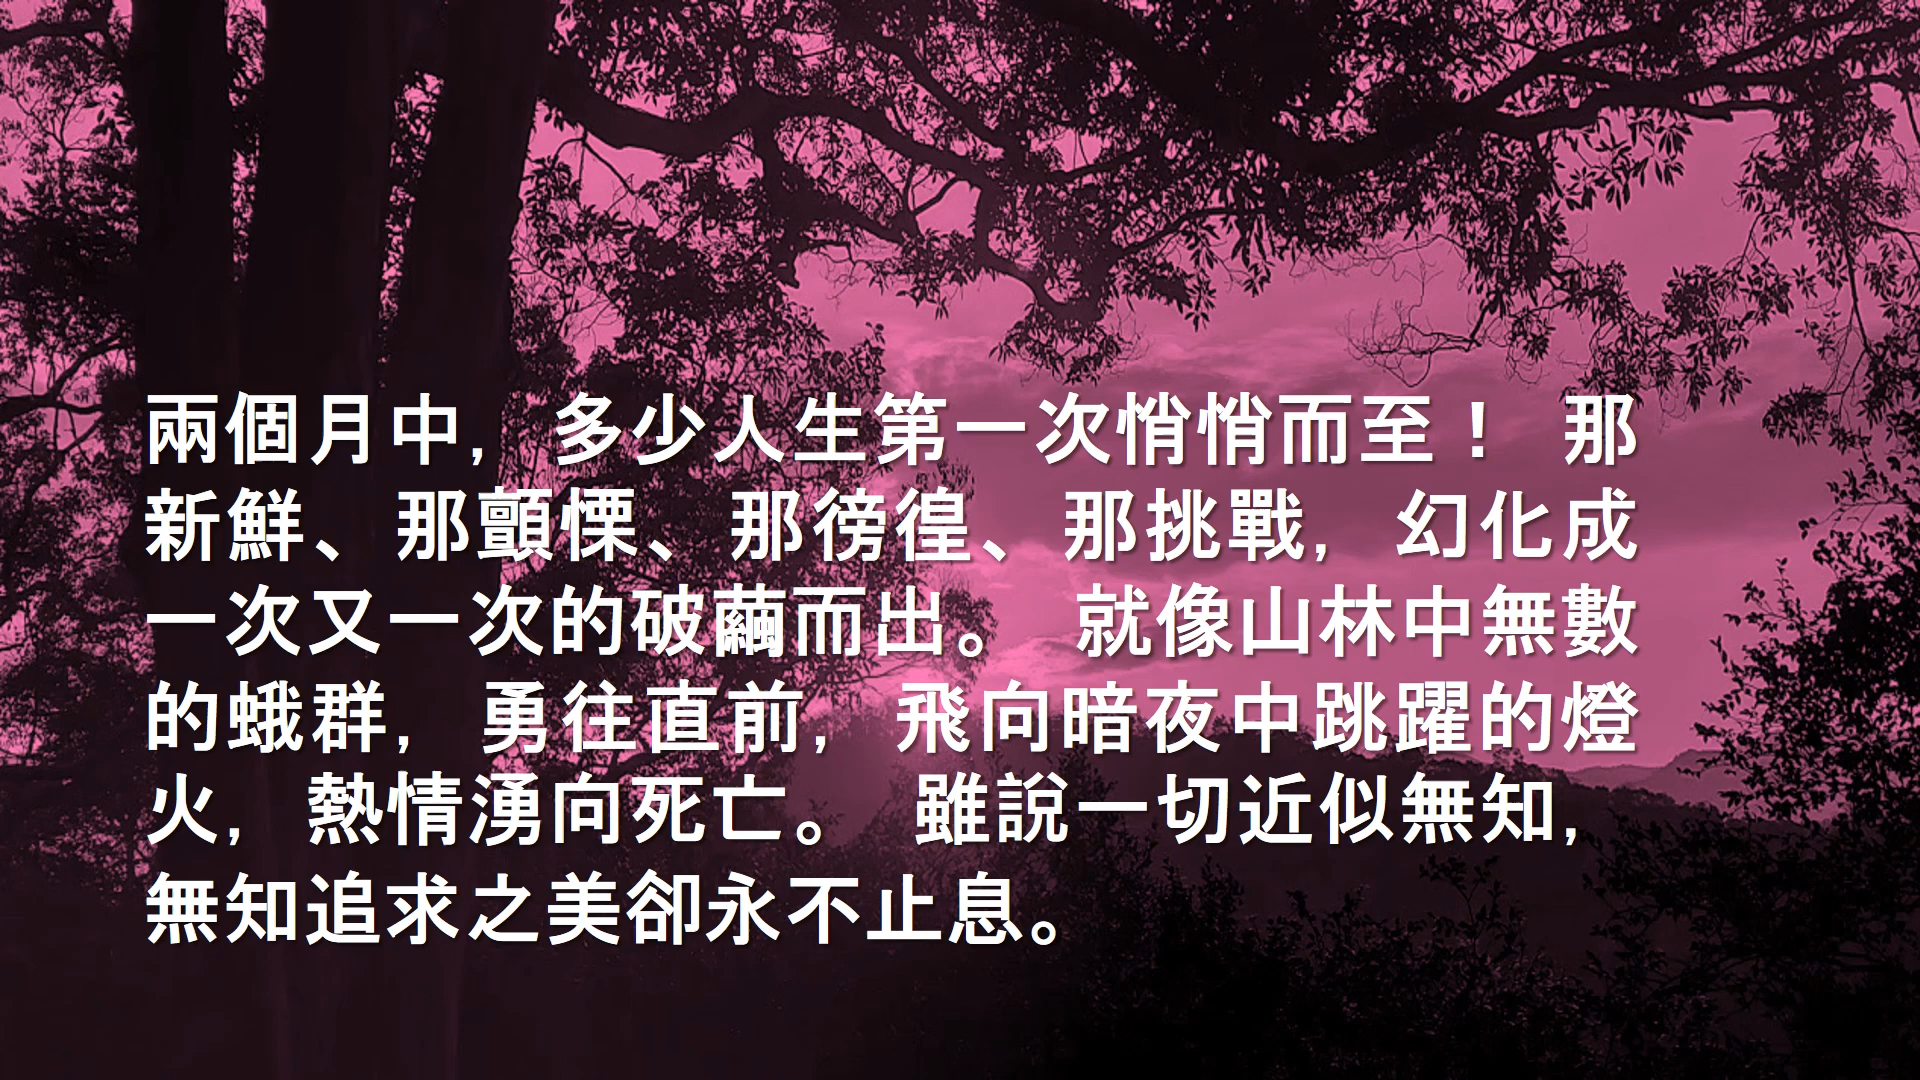 兩個月中, 多少人生第一次悄悄而至！ 那
新鮮、那顫慄、那徬徨、那挑戰, 幻化成
一次又一次的破繭而出。 就像山林中無數
的蛾群, 勇往直前, 飛向暗夜中跳躍的燈
火, 熱情湧向死亡。 雖說一切近似無知,
無知追求之美卻永不止息。